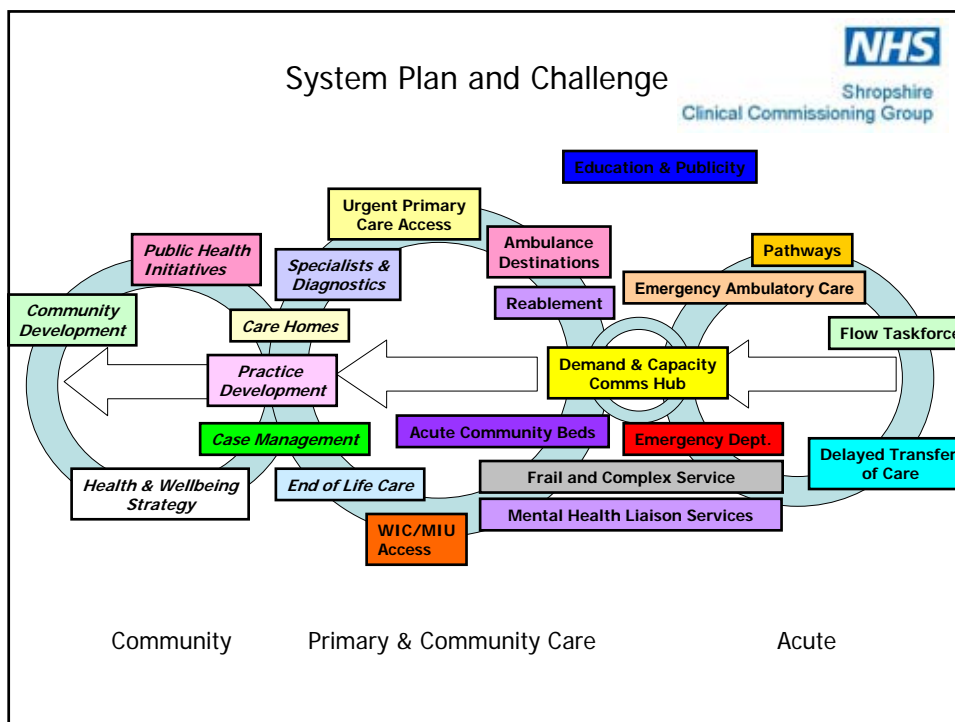 NHS
Shropshire
Clinical Commissioning Group
System Plan and Challenge
Education & Publicity
Urgent Primary
Care Access
Public Health
Initiatives
Specialists &
Diagnostics
Ambulance
Destinations
Pathways
Emergency Ambulatory Care
Reablement
Community
Development
Care Homes
Flow Taskforce
Practice
Development
Demand & Capacity
Comms Hub
Case Management
Acute Community Beds
Emergency Dept.
Delayed Transfer
of Care
Health & Wellbeing
Strategy
End of Life Care
Frail and Complex Service
Mental Health Liaison Services
WIC/MIU
Access
Community
Primary & Community Care
Acute